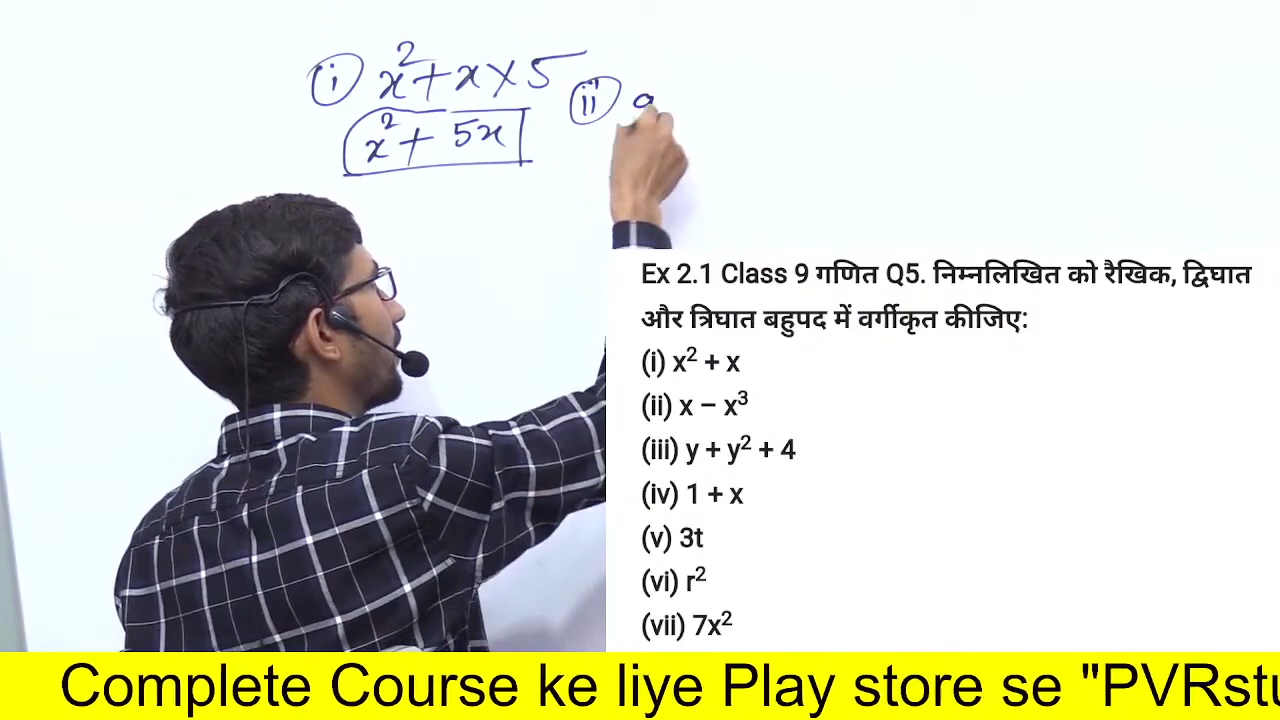 (i) x² + x × 5
x² + 5x
(ii)
Ex 2.1 Class 9 गणित Q5. निम्नलिखित को रैखिक, द्विघात
और त्रिघात बहुपद में वर्गीकृत कीजिए:
(i) x² + x
(ii) x – x³
(iii) y + y² + 4
(iv) 1 + x
(v) 3t
(vi) r²
(vii) 7x²
Complete Course ke liye Play store se "PVRstu